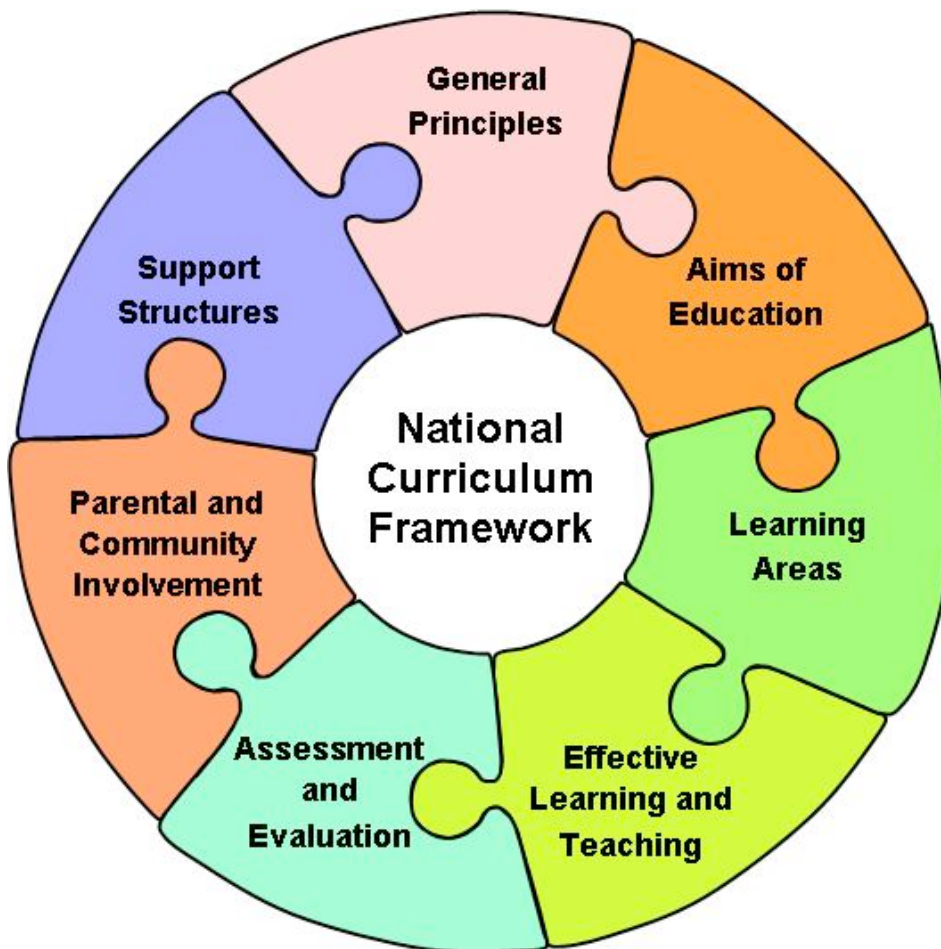 General
Principles
Aims of
Education
Learning
Areas
Effective
Learning and
Teaching
Assessment
and
Evaluation
Parental and
Community
Involvement
Support
Structures
National
Curriculum
Framework